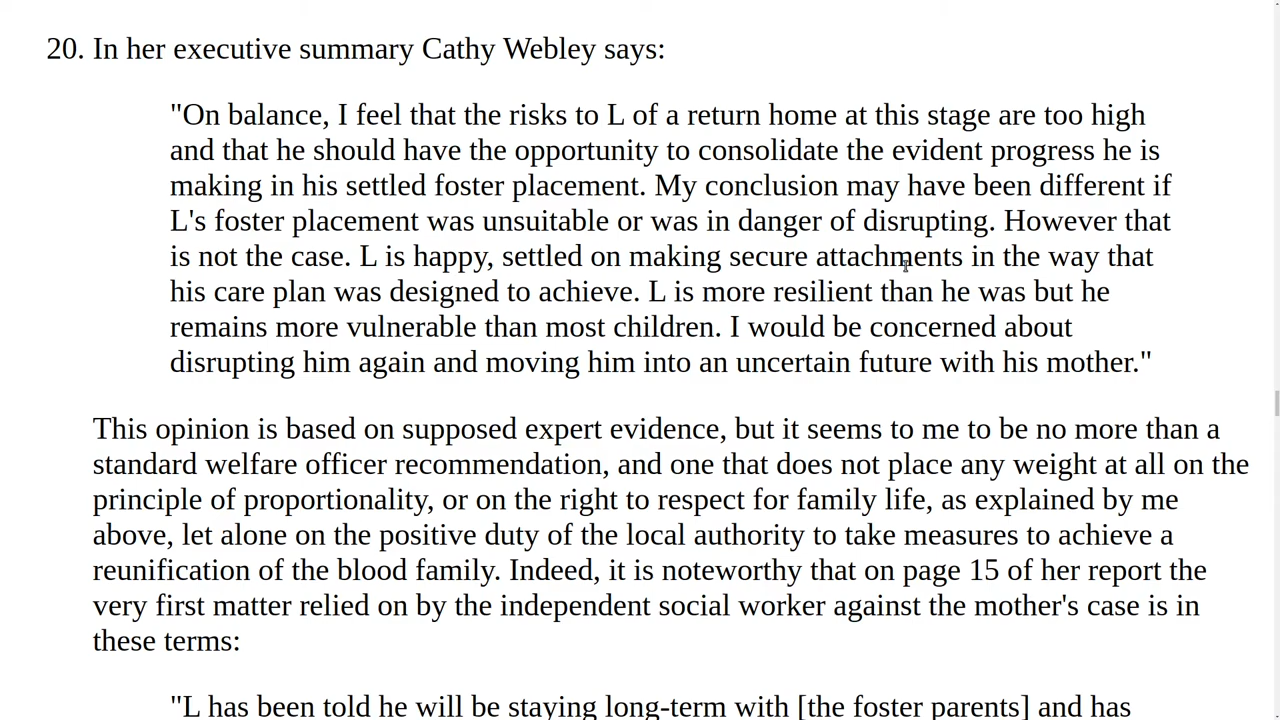 20. In her executive summary Cathy Webley says:
"On balance, I feel that the risks to L of a return home at this stage are too high
and that he should have the opportunity to consolidate the evident progress he is
making in his settled foster placement. My conclusion may have been different if
L's foster placement was unsuitable or was in danger of disrupting. However that
is not the case. L is happy, settled on making secure attachments in the way that
his care plan was designed to achieve. L is more resilient than he was but he
remains more vulnerable than most children. I would be concerned about
disrupting him again and moving him into an uncertain future with his mother."
This opinion is based on supposed expert evidence, but it seems to me to be no more than a
standard welfare officer recommendation, and one that does not place any weight at all on the
principle of proportionality, or on the right to respect for family life, as explained by me
above, let alone on the positive duty of the local authority to take measures to achieve a
reunification of the blood family. Indeed, it is noteworthy that on page 15 of her report the
very first matter relied on by the independent social worker against the mother's case is in
these terms:
"L has been told he will be staying long-term with [the foster parents] and has